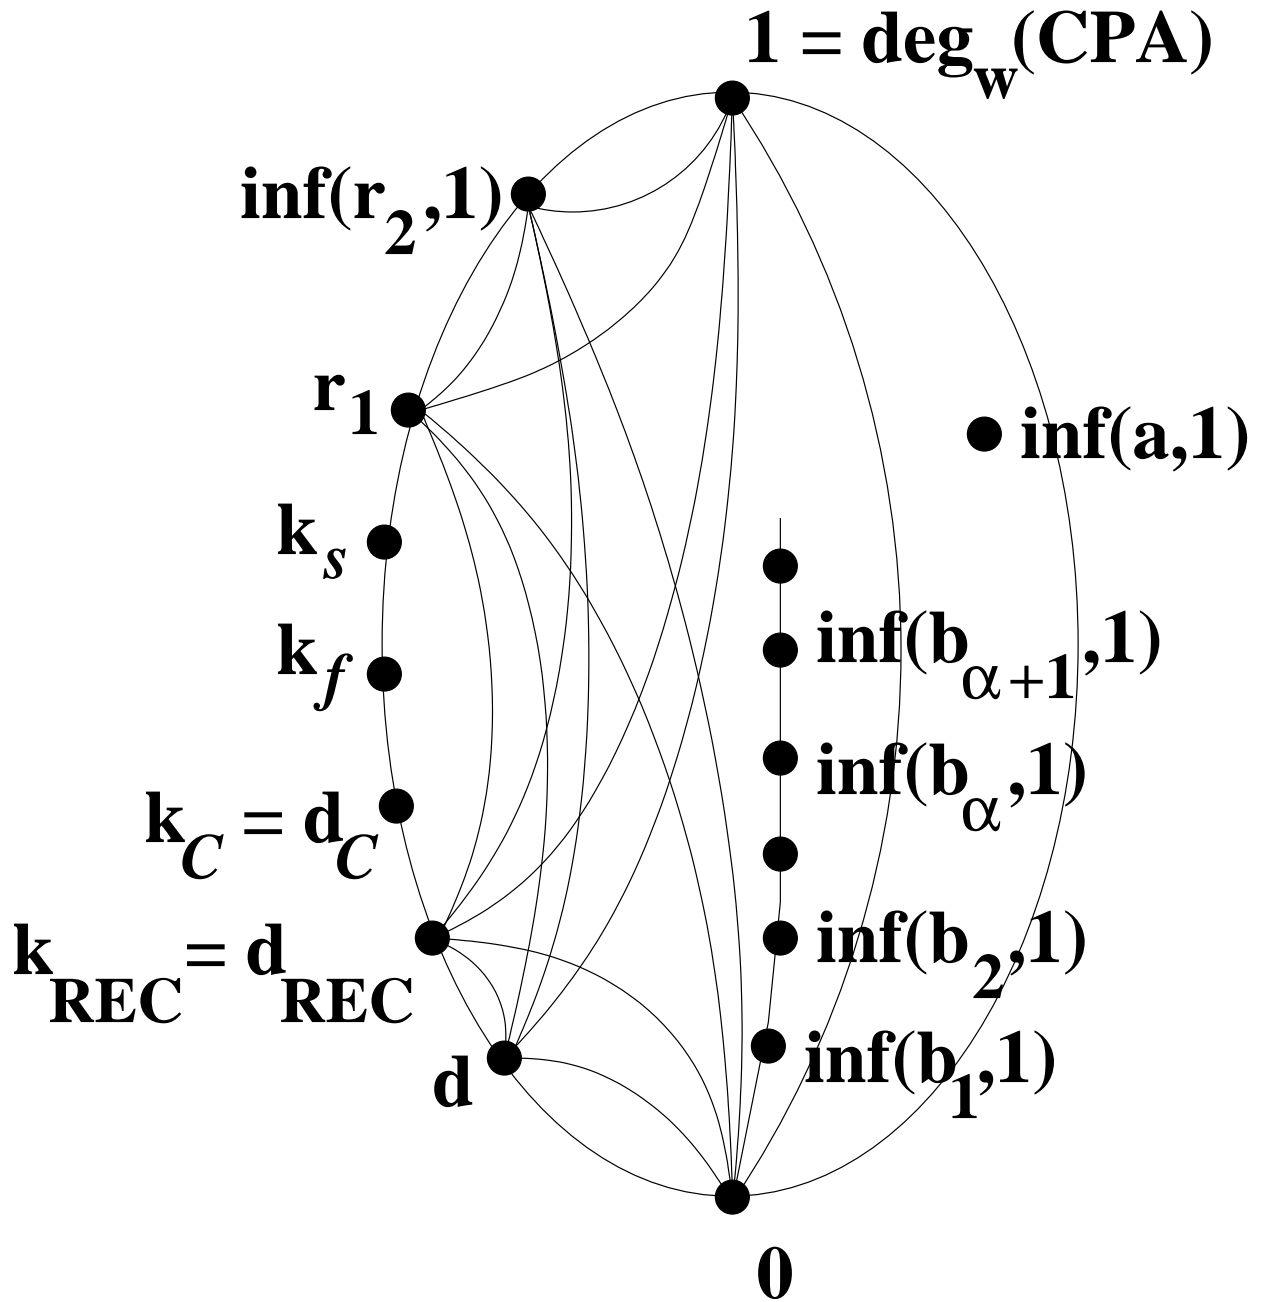 1 = deg_w(CPA)
inf(r_2,1)
r_1
inf(a,1)
k_s
k_f
inf(b_α+1,1)
inf(b_α,1)
k_C = d_C
k_REC = d_REC
inf(b_2,1)
inf(b_1,1)
d
0